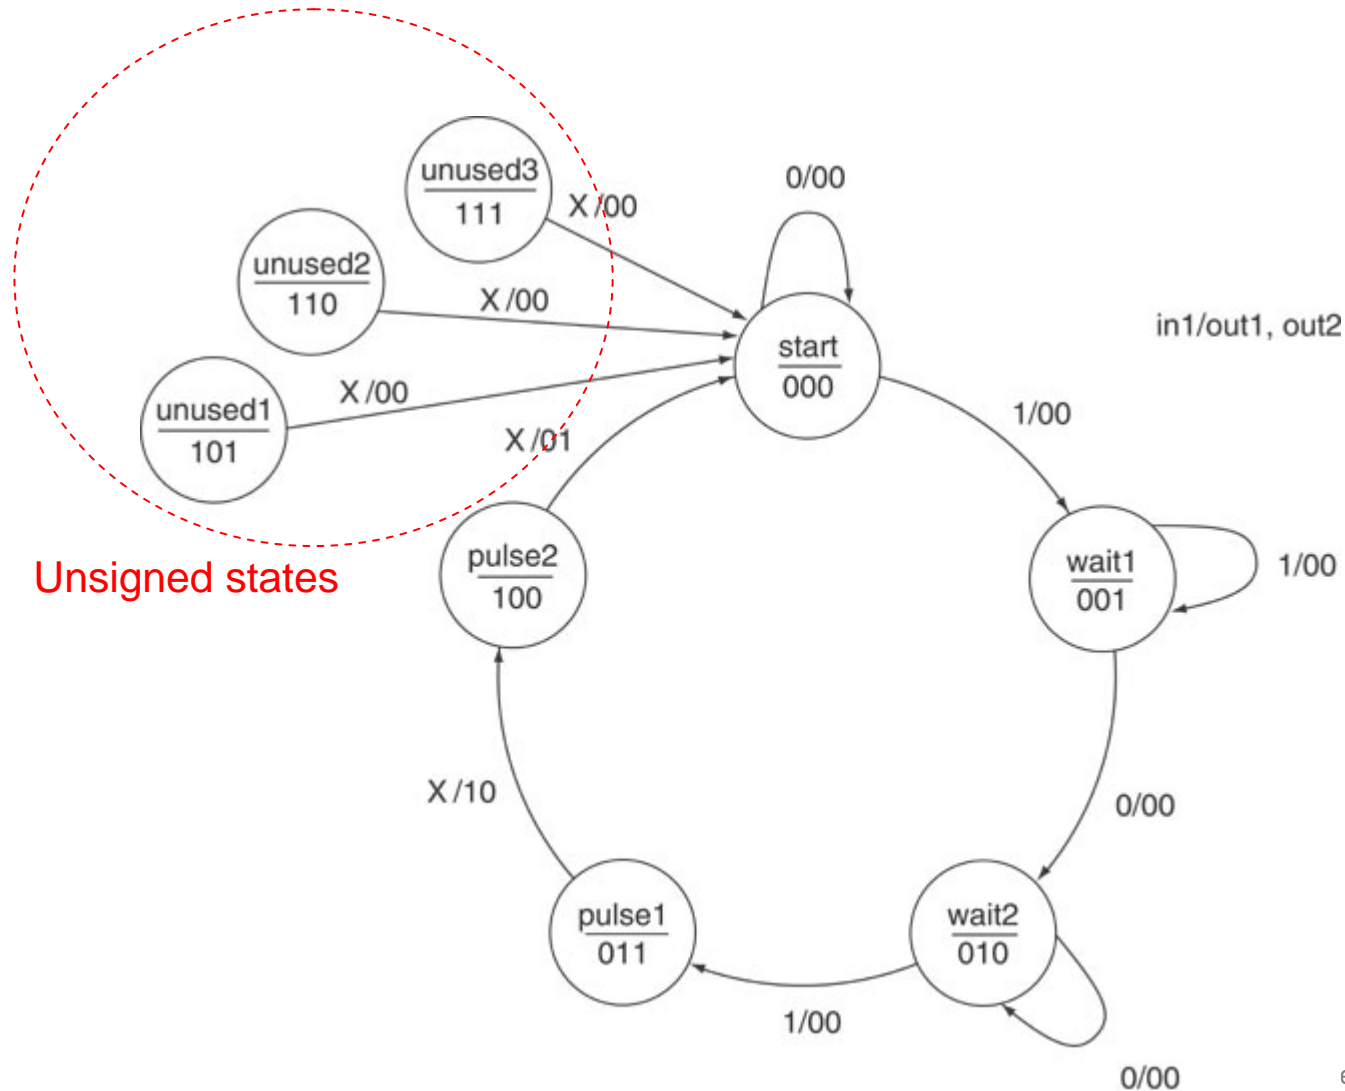 unused3
111
X/00
0/00
unused2
110
X/00
in1/out1, out2
start
000
unused1
101
X/00
1/00
X/01
Unsigned states
pulse2
100
wait1
001
1/00
X/10
0/00
pulse1
011
wait2
010
1/00
0/00